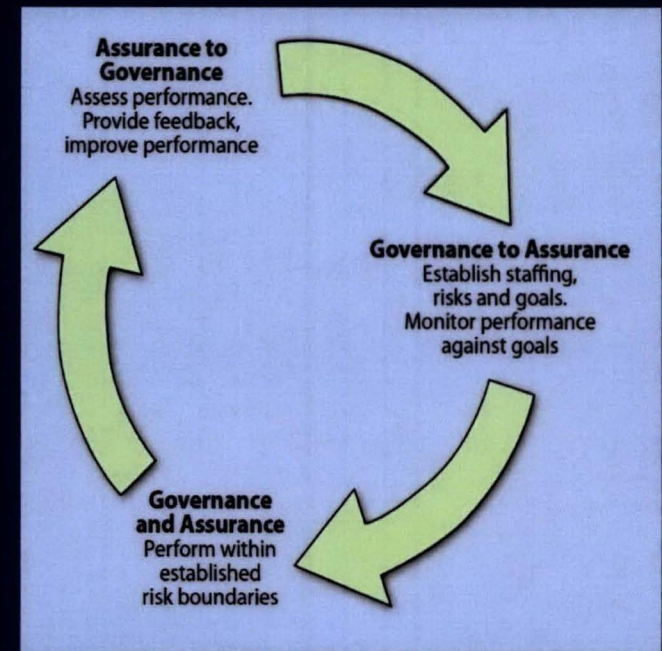 Assurance to
Governance
Assess performance.
Provide feedback,
improve performance
Governance to Assurance
Establish staffing,
risks and goals.
Monitor performance
against goals
Governance
and Assurance
Perform within
established
risk boundaries